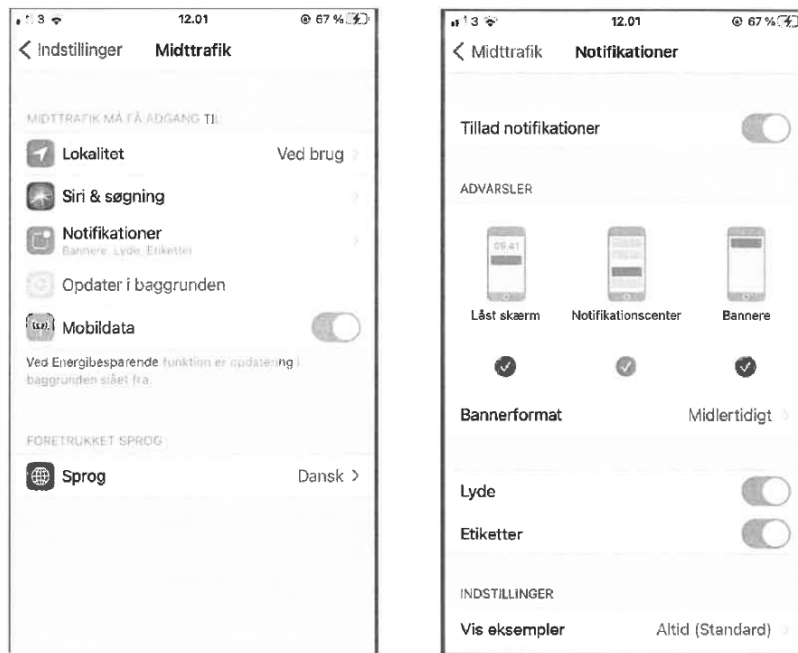 3 12.01 67 %
Indstillinger Midttrafik
MIDTTRAFIK MÅ FÅ ADGANG TIL
Lokalitet Ved brug
Siri & søgning
Notifikationer
Bannere, Lyde, Etiketter
Opdater i baggrunden
Mobildata
Ved Energibesparende funktion er opdatering i
baggrunden slået fra.
FORETRUKKET SPROG
Sprog Dansk
3 12.01 67 %
Midttrafik Notifikationer
Tillad notifikationer
ADVARSLER
09.41
Låst skærm Notifikationscenter Bannere
Bannerformat Midlertidigt
Lyde
Etiketter
INDSTILLINGER
Vis eksempler Altid (Standard)